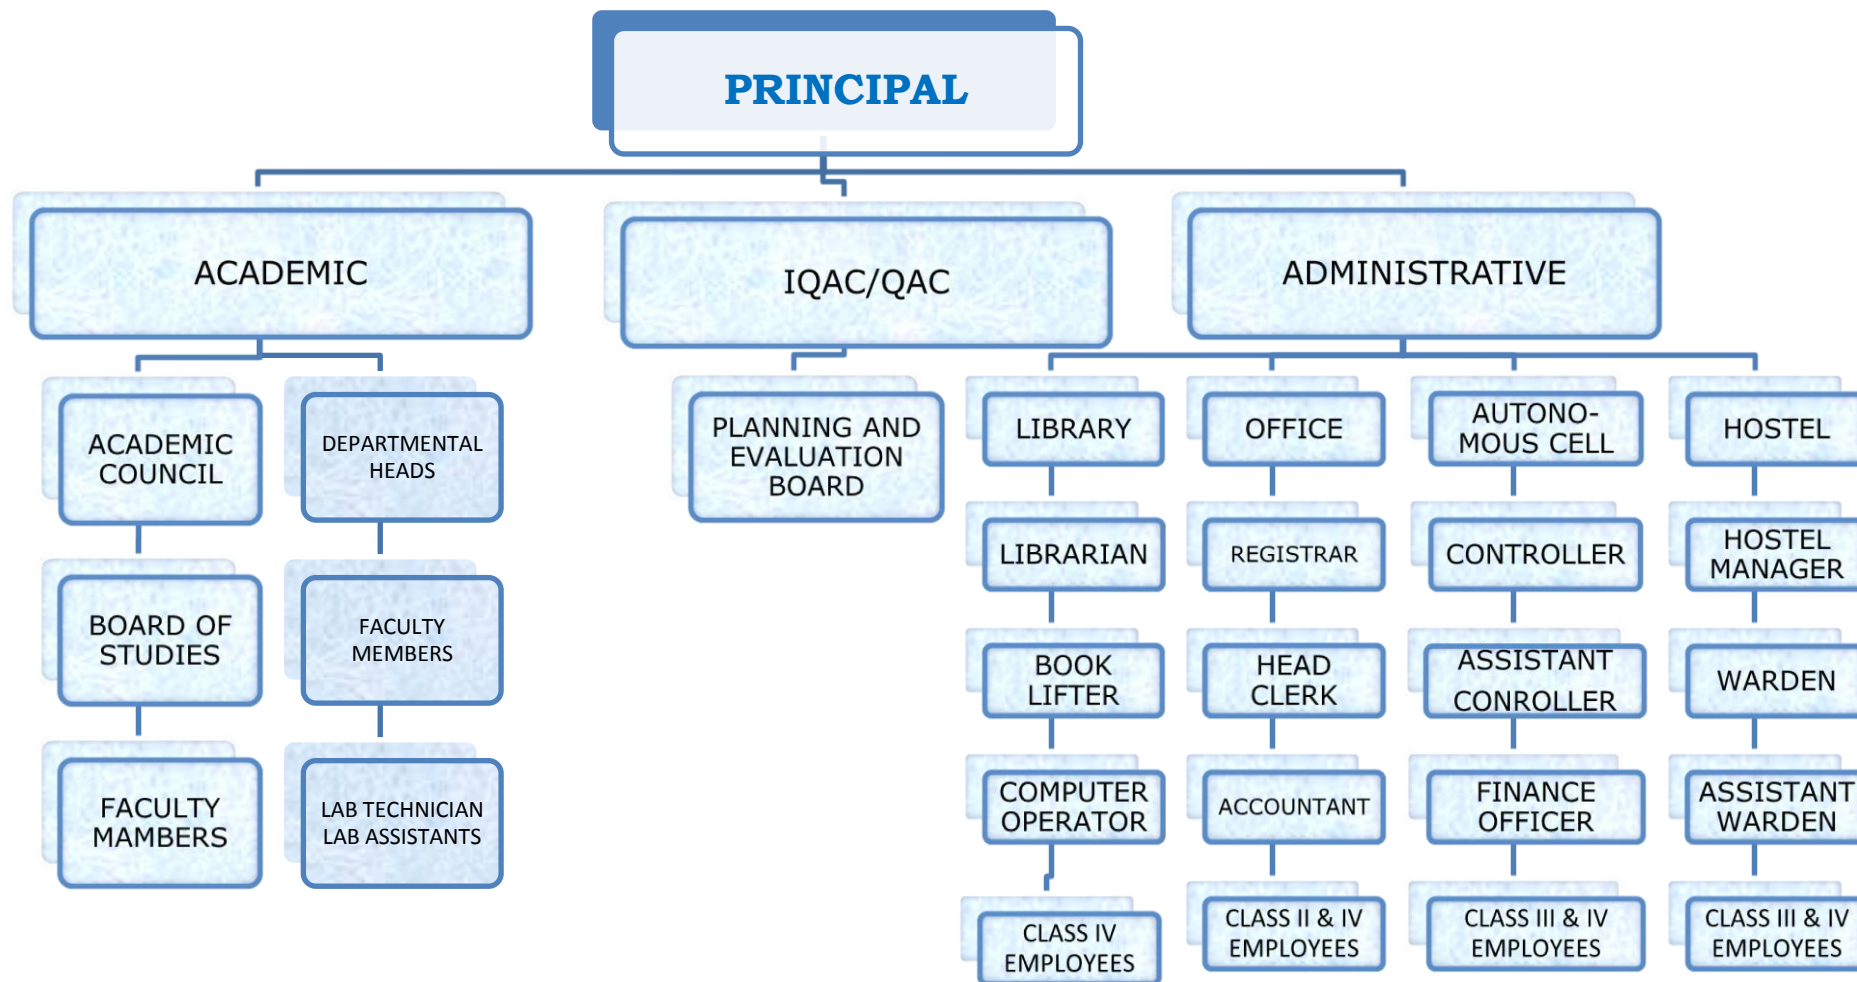 PRINCIPAL
ACADEMIC
IQAC/QAC
ADMINISTRATIVE
ACADEMIC
COUNCIL
DEPARTMENTAL
HEADS
PLANNING AND
EVALUATION
BOARD
LIBRARY
OFFICE
AUTONO-
MOUS CELL
HOSTEL
BOARD OF
STUDIES
FACULTY
MEMBERS
LIBRARIAN
REGISTRAR
CONTROLLER
HOSTEL
MANAGER
BOOK
LIFTER
HEAD
CLERK
ASSISTANT
CONROLLER
WARDEN
FACULTY
MAMBERS
LAB TECHNICIAN
LAB ASSISTANTS
COMPUTER
OPERATOR
ACCOUNTANT
FINANCE
OFFICER
ASSISTANT
WARDEN
CLASS IV
EMPLOYEES
CLASS II & IV
EMPLOYEES
CLASS III & IV
EMPLOYEES
CLASS III & IV
EMPLOYEES